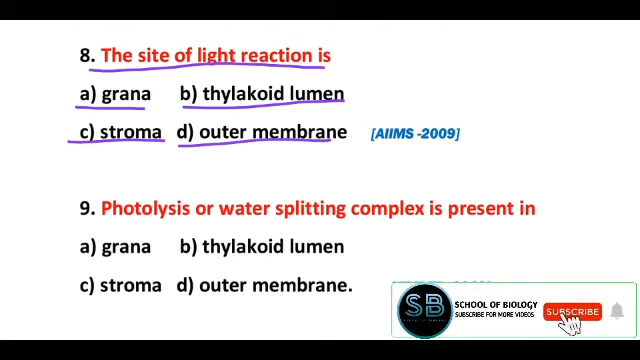 8. The site of light reaction is
a) grana b) thylakoid lumen
c) stroma d) outer membrane [AIIMS -2009]
9. Photolysis or water splitting complex is present in
a) grana b) thylakoid lumen
c) stroma d) outer membrane.
SB
SCHOOL OF BIOLOGY
SUBSCRIBE FOR MORE VIDEOS
SUBSCRIBE